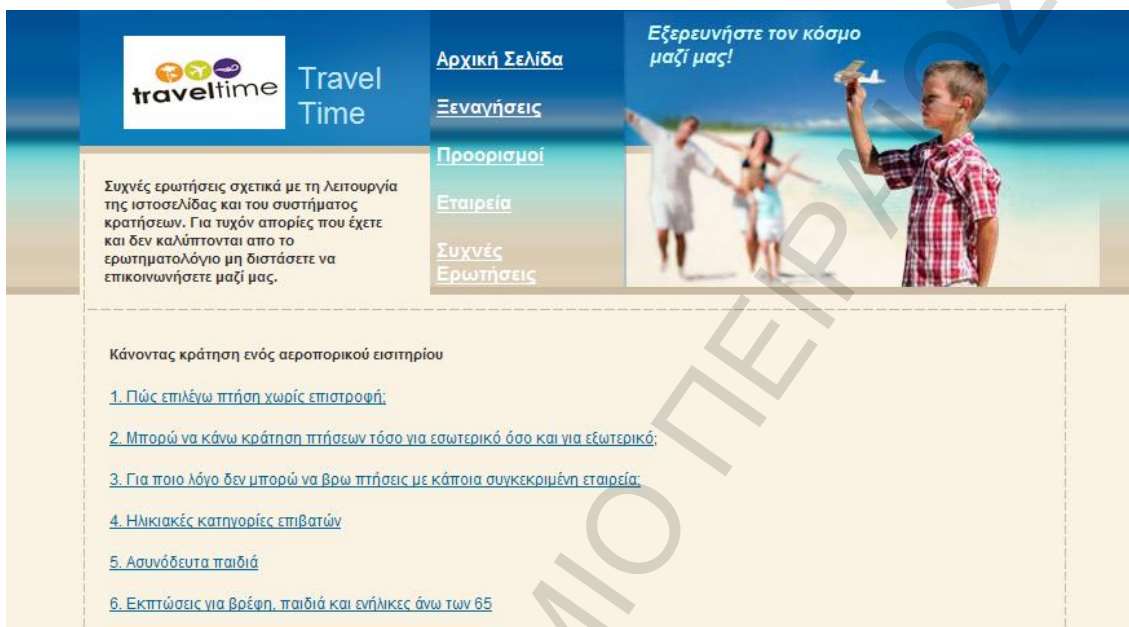 traveltime
Travel
Time
Αρχική Σελίδα
Ξεναγήσεις
Προορισμοί
Εταιρεία
Συχνές
Ερωτήσεις
Εξερευνήστε τον κόσμο
μαζί μας!
Συχνές ερωτήσεις σχετικά με τη λειτουργία
της ιστοσελίδας και του συστήματος
κρατήσεων. Για τυχόν απορίες που έχετε
και δεν καλύπτονται απο το
ερωτηματολόγιο μη διστάσετε να
επικοινωνήσετε μαζί μας.
Κάνοντας κράτηση ενός αεροπορικού εισιτηρίου
1. Πώς επιλέγω πτήση χωρίς επιστροφή;
2. Μπορώ να κάνω κράτηση πτήσεων τόσο για εσωτερικό όσο και για εξωτερικό;
3. Για ποιο λόγο δεν μπορώ να βρω πτήσεις με κάποια συγκεκριμένη εταιρεία;
4. Ηλικιακές κατηγορίες επιβατών
5. Ασυνόδευτα παιδιά
6. Εκπτώσεις για βρέφη, παιδιά και ενήλικες άνω των 65
ΜΙΟ ΠΕΙΡΑΙΩΣ